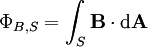 Φ_{B,S} = ∫_S B · dA